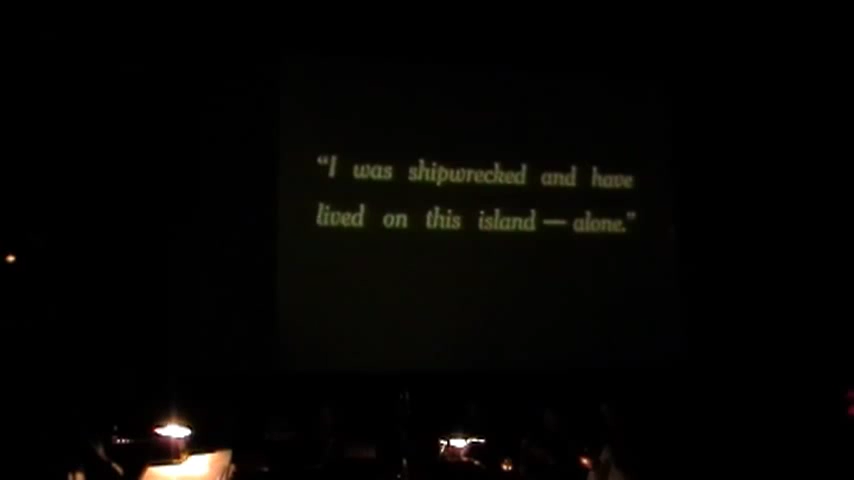 “I was shipwrecked and have
lived on this island — alone.”